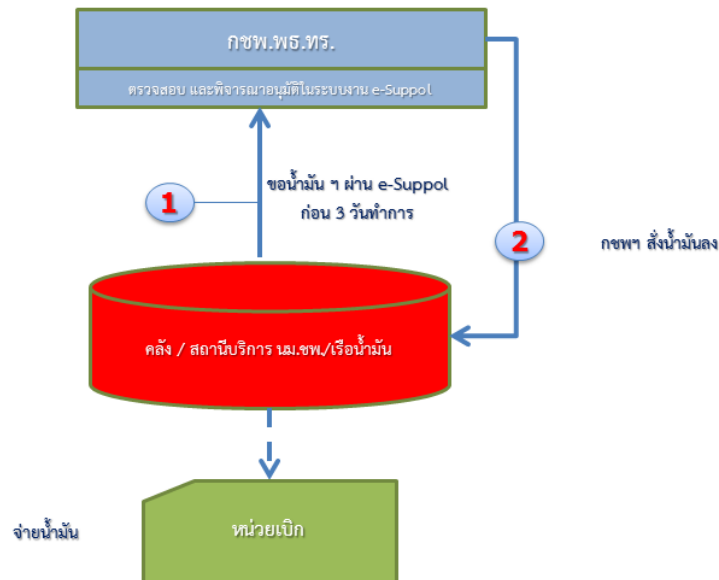 กชพ.พธ.ทร.
ตรวจสอบ และพิจารณาอนุมัติในระบบงาน e-Suppol
ขอน้ำมัน ฯ ผ่าน e-Suppol
ก่อน 3 วันทำการ
1
2
กชพฯ สั่งน้ำมันลง
คลัง / สถานีบริการ นม.ชพ./เรือน้ำมัน
หน่วยเบิก
จ่ายน้ำมัน